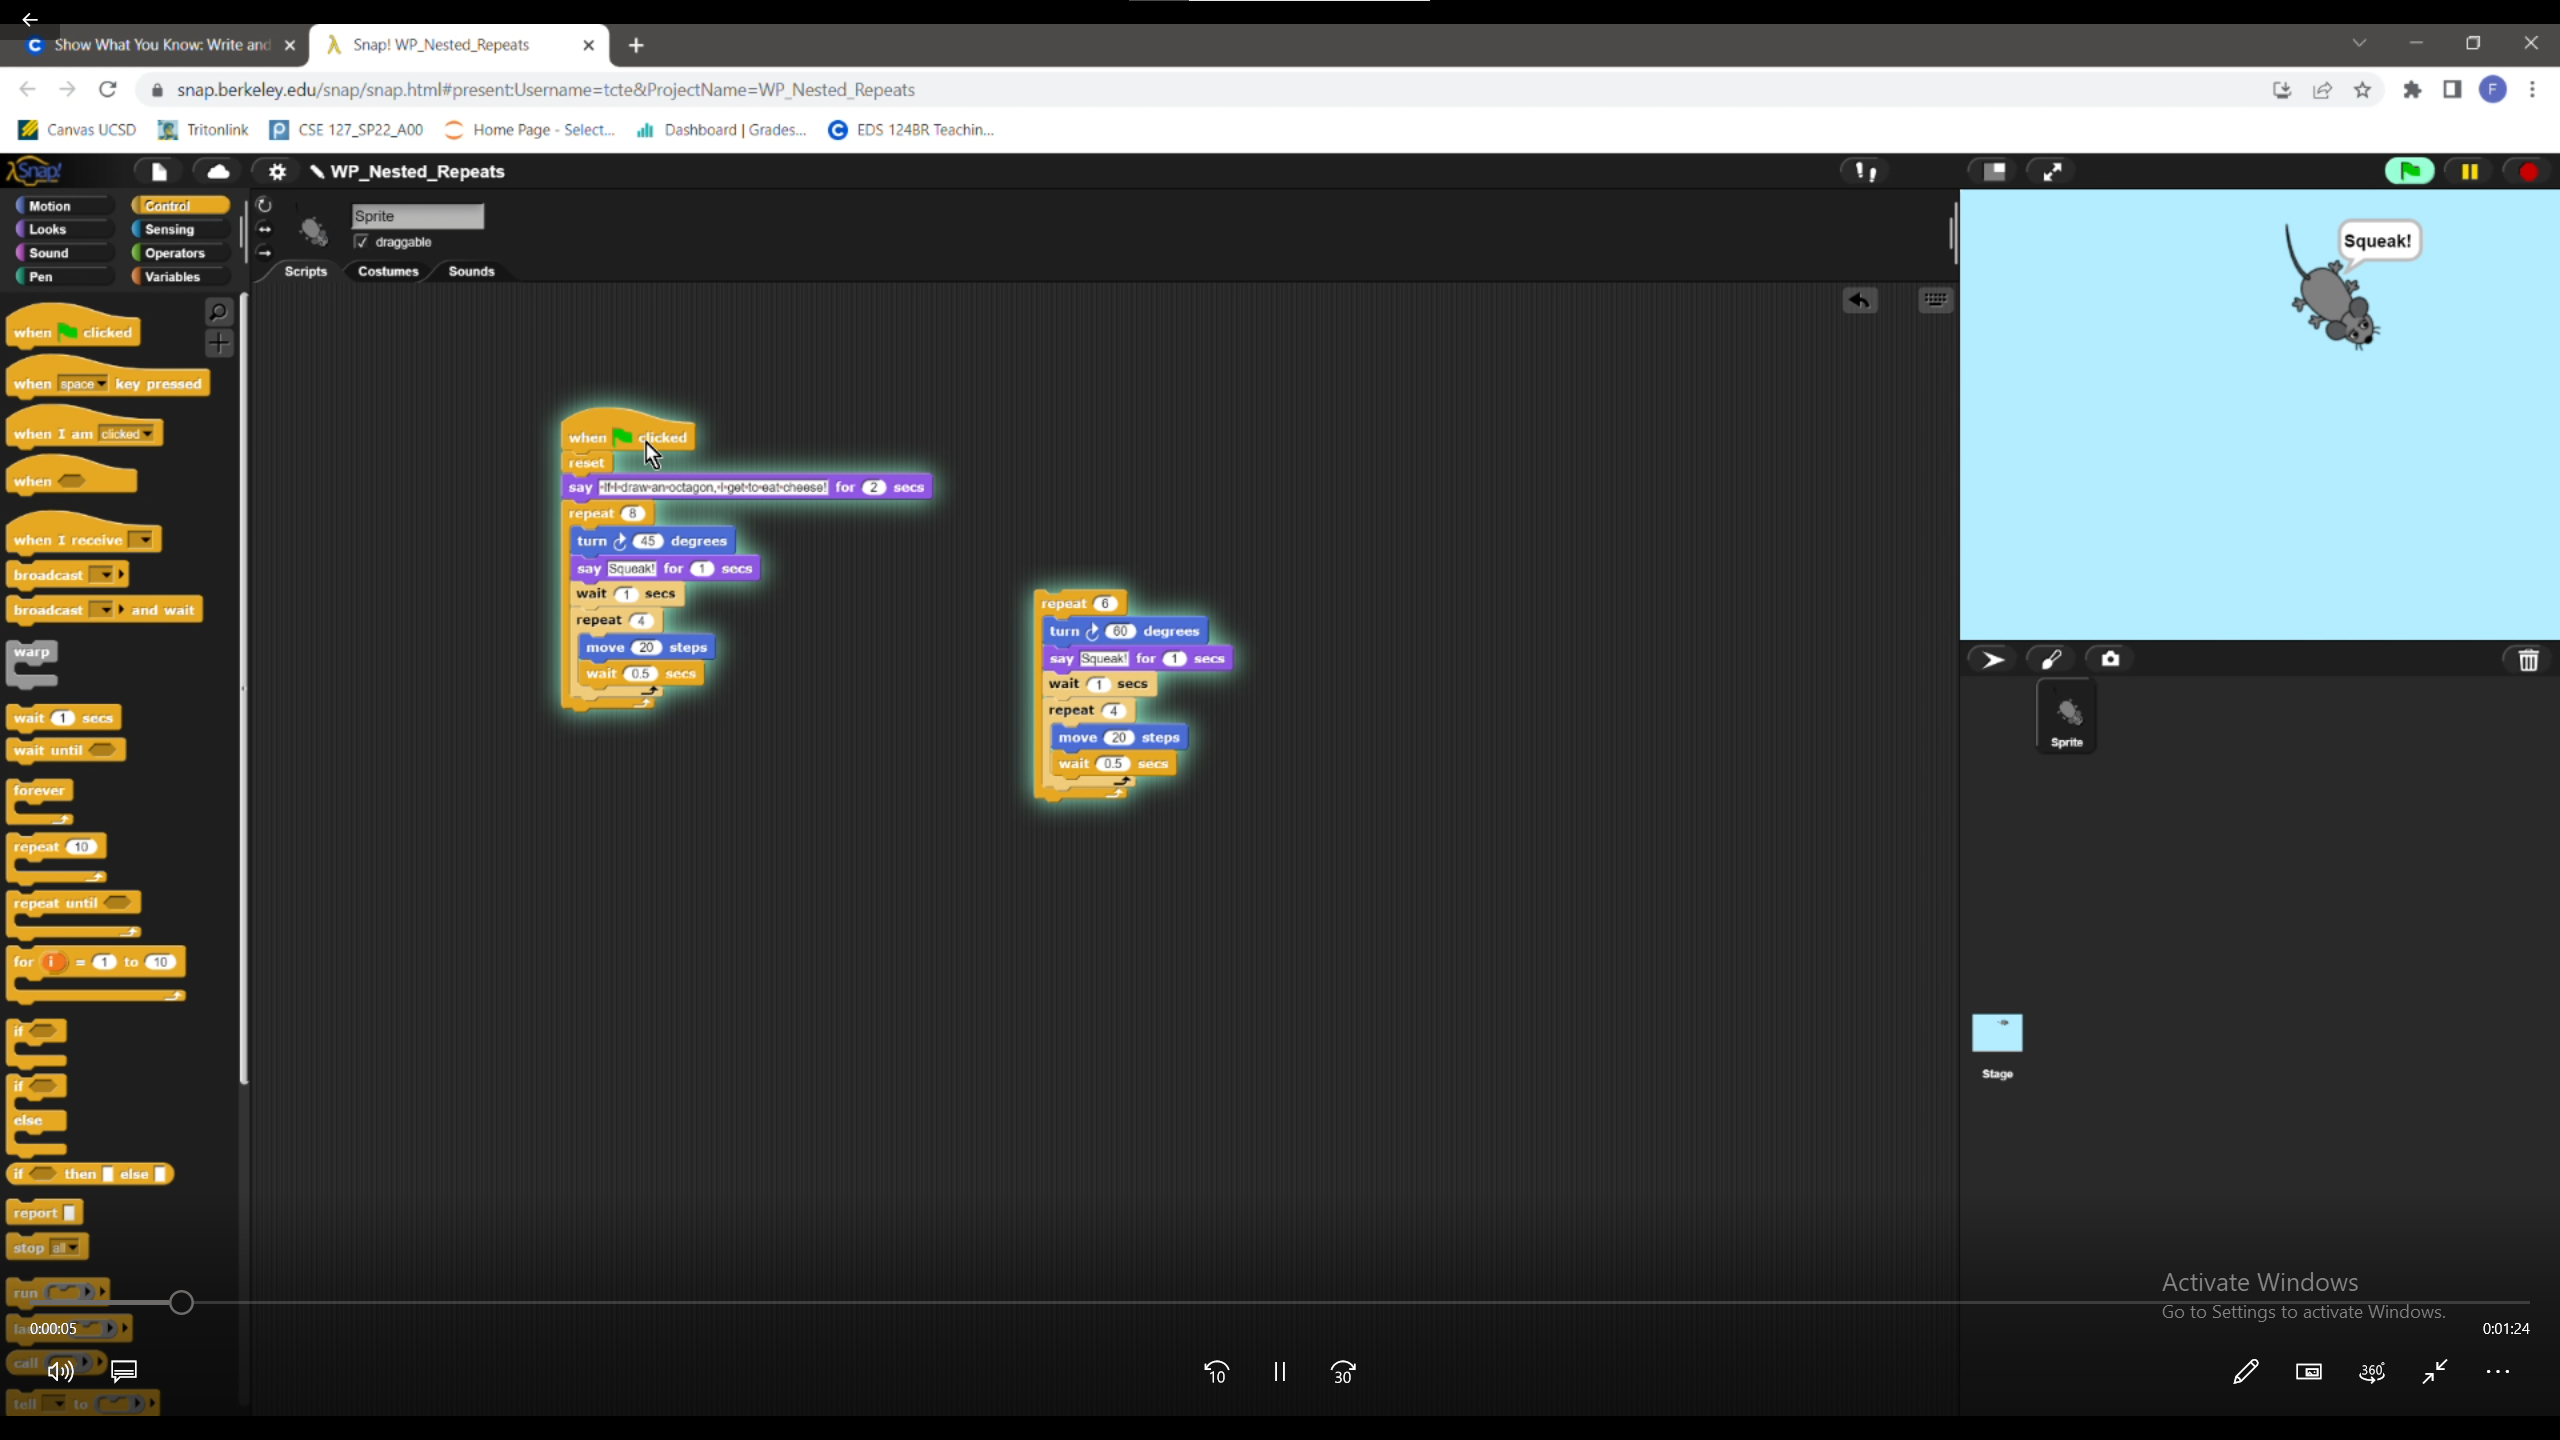 Show What You Know: Write and
Snap! WP_Nested_Repeats
snap.berkeley.edu/snap/snap.html#present:Username=tcte&ProjectName=WP_Nested_Repeats
F
Canvas UCSD
Tritonlink
CSE 127_SP22_A00
Home Page - Select...
Dashboard | Grades...
EDS 124BR Teachin...
Snap!
WP_Nested_Repeats
Motion
Control
Looks
Sensing
Sound
Operators
Pen
Variables
Sprite
draggable
Scripts
Costumes
Sounds
when clicked
when space key pressed
when I am clicked
when
when I receive
broadcast
broadcast and wait
warp
wait 1 secs
wait until
forever
repeat 10
repeat until
for i = 1 to 10
if
if
else
if then else
report
stop all
run
call
tell to
when clicked
reset
say If I draw an octagon, I get to eat cheese! for 2 secs
repeat 8
turn 45 degrees
say Squeak! for 1 secs
wait 1 secs
repeat 4
move 20 steps
wait 0.5 secs
repeat 6
turn 60 degrees
say Squeak! for 1 secs
wait 1 secs
repeat 4
move 20 steps
wait 0.5 secs
Squeak!
Sprite
Stage
Activate Windows
Go to Settings to activate Windows.
0:00:05
0:01:24
10
30
360°